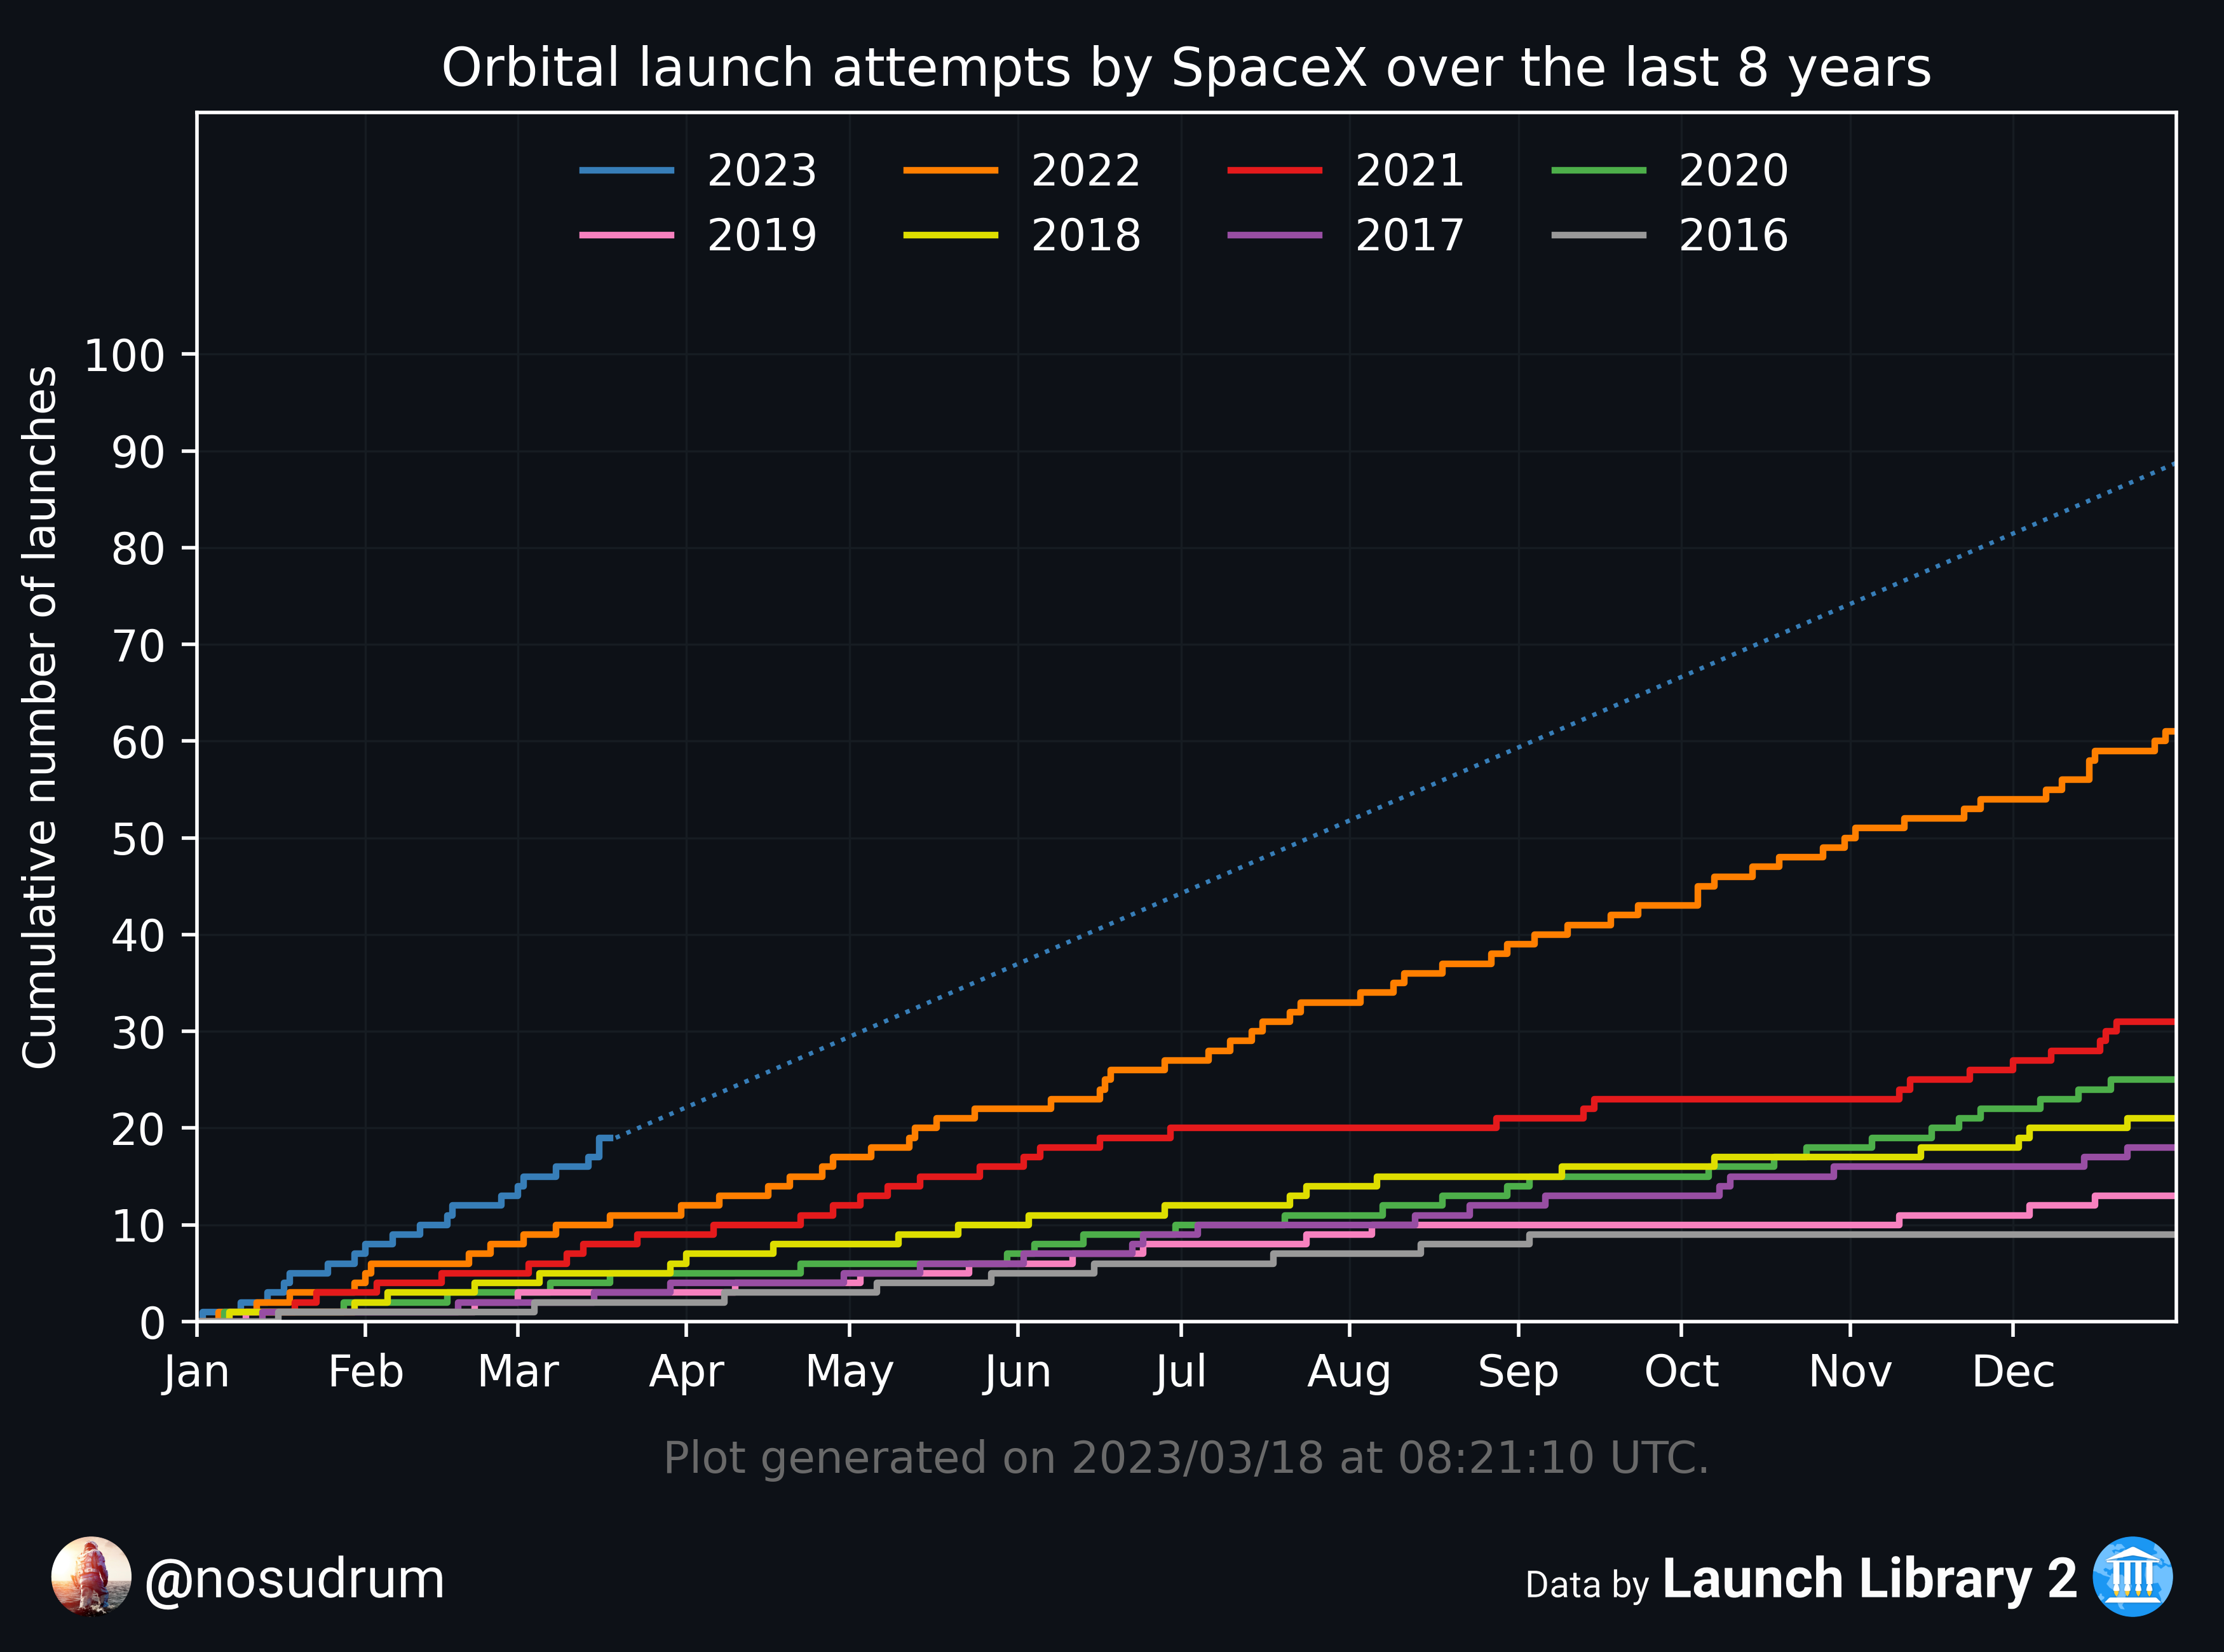 Orbital launch attempts by SpaceX over the last 8 years
2023 2022 2021 2020
2019 2018 2017 2016
Cumulative number of launches
100
90
80
70
60
50
40
30
20
10
0
Jan Feb Mar Apr May Jun Jul Aug Sep Oct Nov Dec
Plot generated on 2023/03/18 at 08:21:10 UTC.
@nosudrum
Data by Launch Library 2